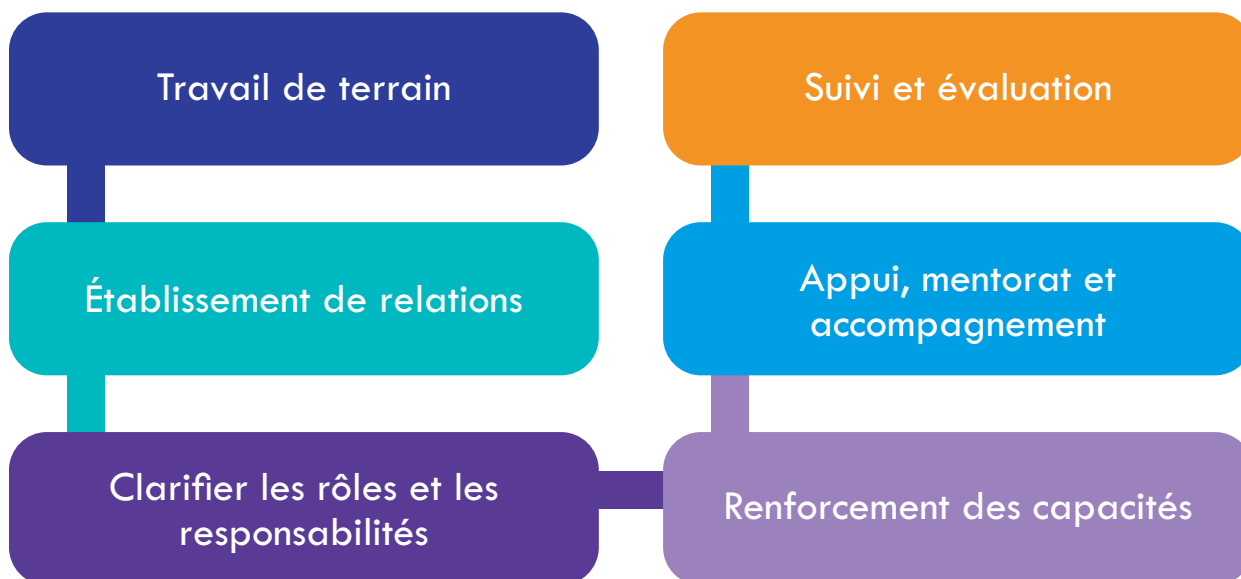 Travail de terrain
Établissement de relations
Clarifier les rôles et les
responsabilités
Renforcement des capacités
Appui, mentorat et
accompagnement
Suivi et évaluation